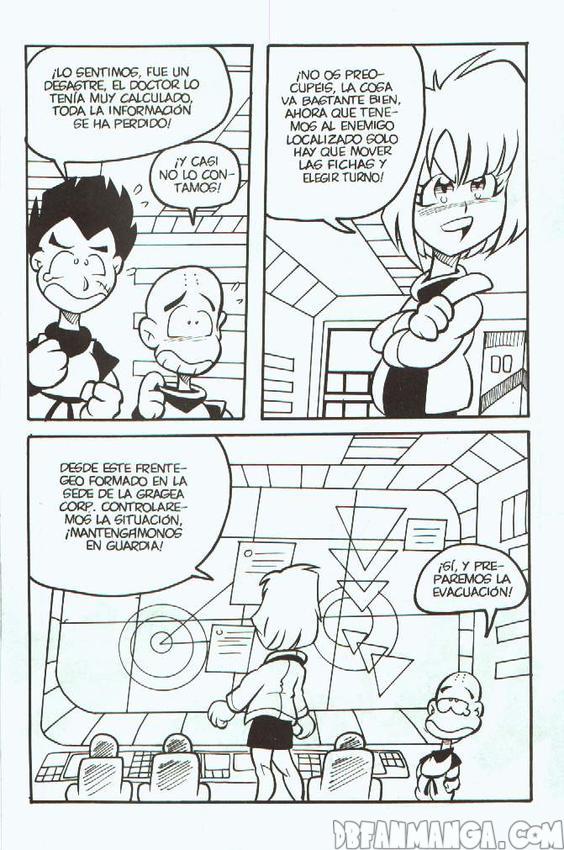 ¡LO SENTIMOS, FUE UN
DESASTRE, EL DOCTOR LO
TENÍA MUY CALCULADO,
TODA LA INFORMACIÓN
SE HA PERDIDO!
¡Y CASI
NO LO CON-
TAMOS!
¡NO OS PREO-
CUPÉIS, LA COSA
VA BASTANTE BIEN,
AHORA QUE TENE-
MOS AL ENEMIGO
LOCALIZADO SOLO
HAY QUE MOVER
LAS FICHAS Y
ELEGIR TURNO!
DESDE ESTE FRENTE-
GEO FORMADO EN LA
SEDE DE LA GRAGEA
CORP. CONTROLARE-
MOS LA SITUACIÓN,
¡MANTENGÁMONOS
EN GUARDIA!
¡SÍ, Y PRE-
PAREMOS LA
EVACUACIÓN!
DBFANMANGA.COM